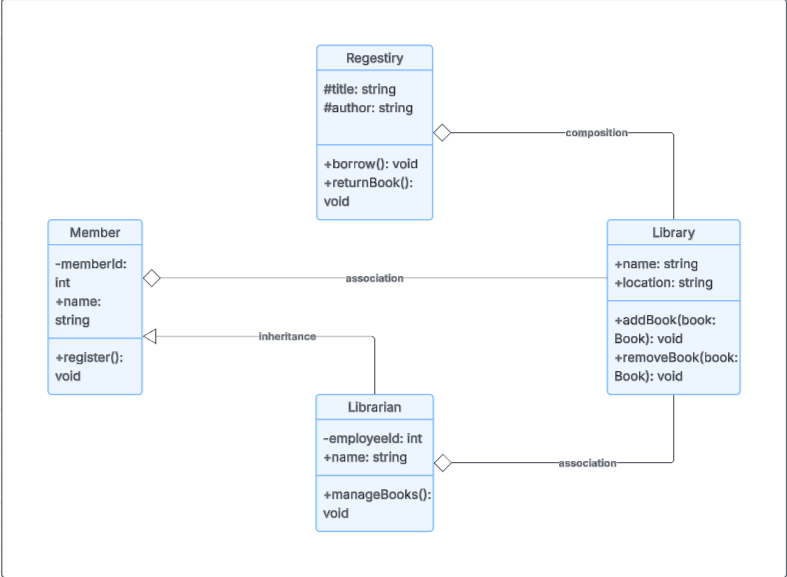 Regestiry
#title: string
#author: string
+borrow(): void
+returnBook():
void
composition
Member
-memberId:
int
+name:
string
+register():
void
association
Library
+name: string
+location: string
+addBook(book:
Book): void
+removeBook(book:
Book): void
inheritance
Librarian
-employeeId: int
+name: string
+manageBooks():
void
association